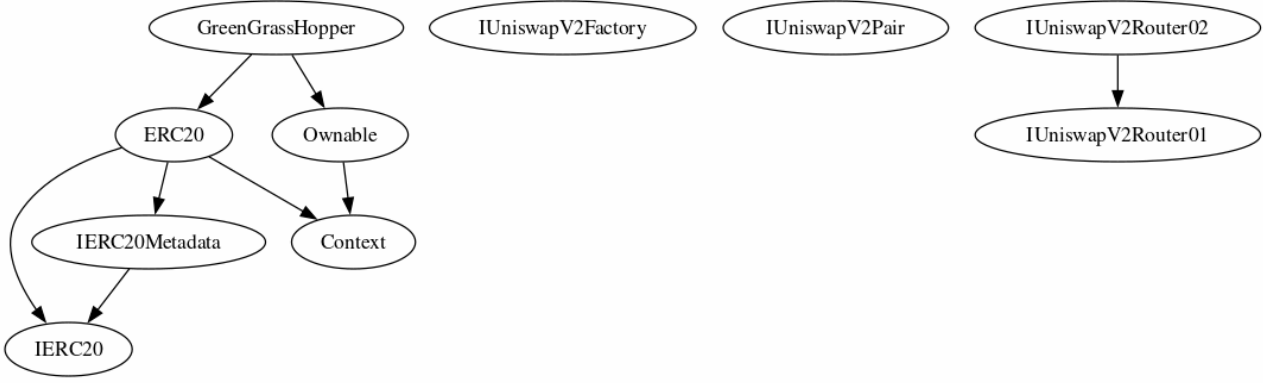 GreenGrassHopper
IUniswapV2Factory
IUniswapV2Pair
IUniswapV2Router02
ERC20
Ownable
IUniswapV2Router01
IERC20Metadata
Context
IERC20